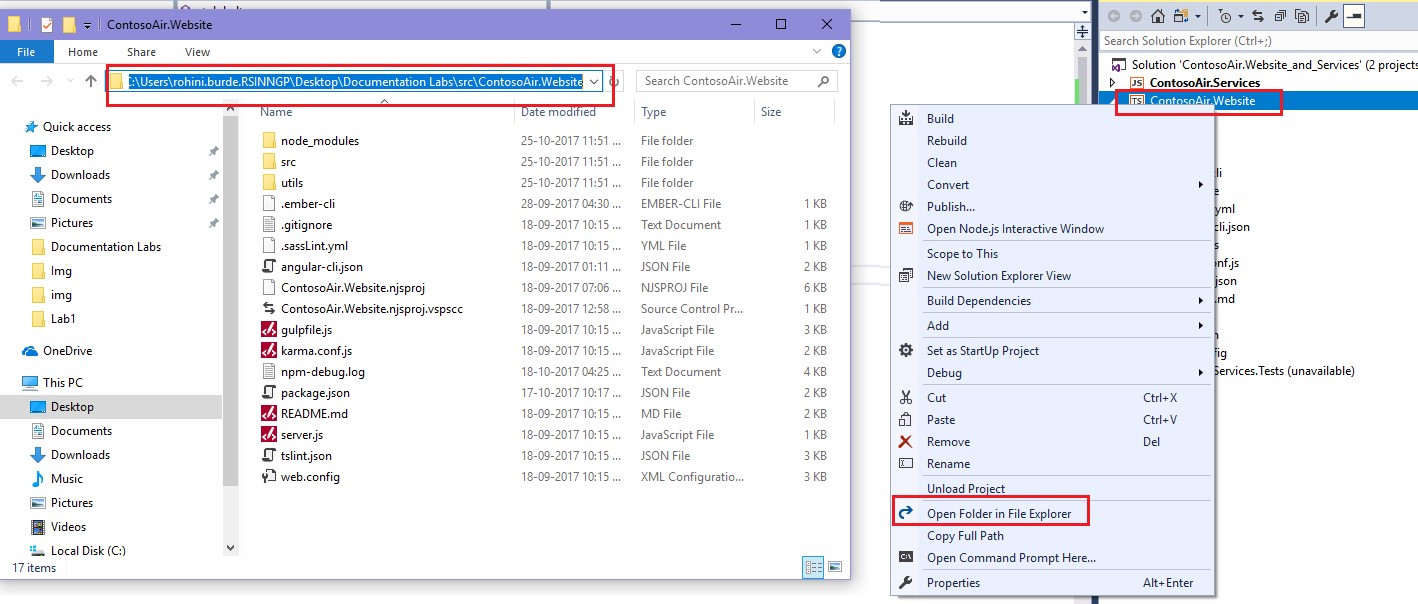 ContosoAir.Website
File Home Share View
C:\Users\rohini.burde.RSINNGP\Desktop\Documentation Labs\src\ContosoAir.Website
Search ContosoAir.Website
Name Date modified Type Size
Quick access
Desktop
Downloads
Documents
Pictures
Documentation Labs
Img
img
Lab1
OneDrive
This PC
Desktop
Documents
Downloads
Music
Pictures
Videos
Local Disk (C:)
node_modules 25-10-2017 11:51 ... File folder
src 25-10-2017 11:51 ... File folder
utils 25-10-2017 11:51 ... File folder
.ember-cli 28-09-2017 04:30 ... EMBER-CLI File 1 KB
.gitignore 18-09-2017 10:15 ... Text Document 1 KB
.sassLint.yml 18-09-2017 10:15 ... YML File 1 KB
angular-cli.json 18-09-2017 01:11 ... JSON File 2 KB
ContosoAir.Website.njsproj 18-09-2017 07:06 ... NJSPROJ File 6 KB
ContosoAir.Website.njsproj.vspscc 18-09-2017 12:58 ... Source Control Pr... 1 KB
gulpfile.js 18-09-2017 10:15 ... JavaScript File 3 KB
karma.conf.js 18-09-2017 10:15 ... JavaScript File 2 KB
npm-debug.log 18-10-2017 04:25 ... Text Document 4 KB
package.json 17-10-2017 10:17 ... JSON File 2 KB
README.md 18-09-2017 10:15 ... MD File 2 KB
server.js 18-09-2017 10:15 ... JavaScript File 2 KB
tslint.json 18-09-2017 10:15 ... JSON File 3 KB
web.config 18-09-2017 10:15 ... XML Configuratio... 3 KB
17 items
Search Solution Explorer (Ctrl+;)
Solution 'ContosoAir.Website_and_Services' (2 projects
JS ContosoAir.Services
TS ContosoAir.Website
Build
Rebuild
Clean
Convert
Publish...
Open Node.js Interactive Window
Scope to This
New Solution Explorer View
Build Dependencies
Add
Set as StartUp Project
Debug
Cut Ctrl+X
Paste Ctrl+V
Remove Del
Rename
Unload Project
Open Folder in File Explorer
Copy Full Path
Open Command Prompt Here...
Properties Alt+Enter
.Services.Tests (unavailable)